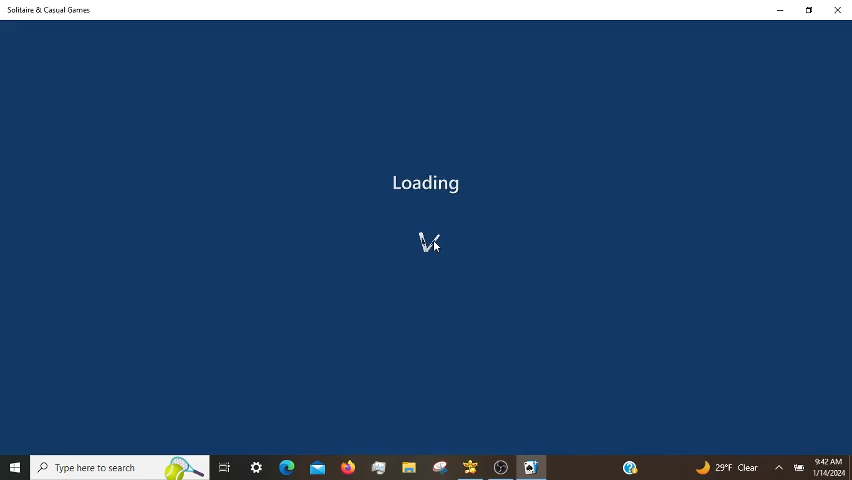 Solitaire & Casual Games
Loading
Type here to search
29°F Clear
9:42 AM
1/14/2024